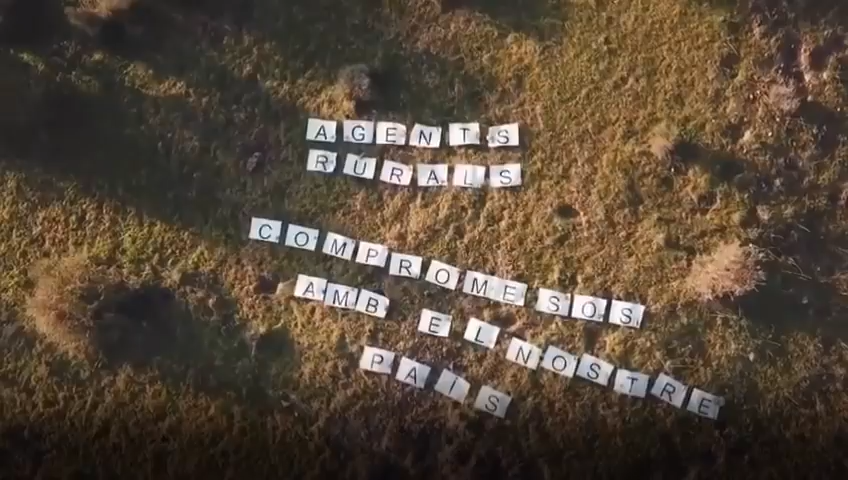 AGENTS
RURALS
COMPROMESOS
AMB EL NOSTRE
PAÍS